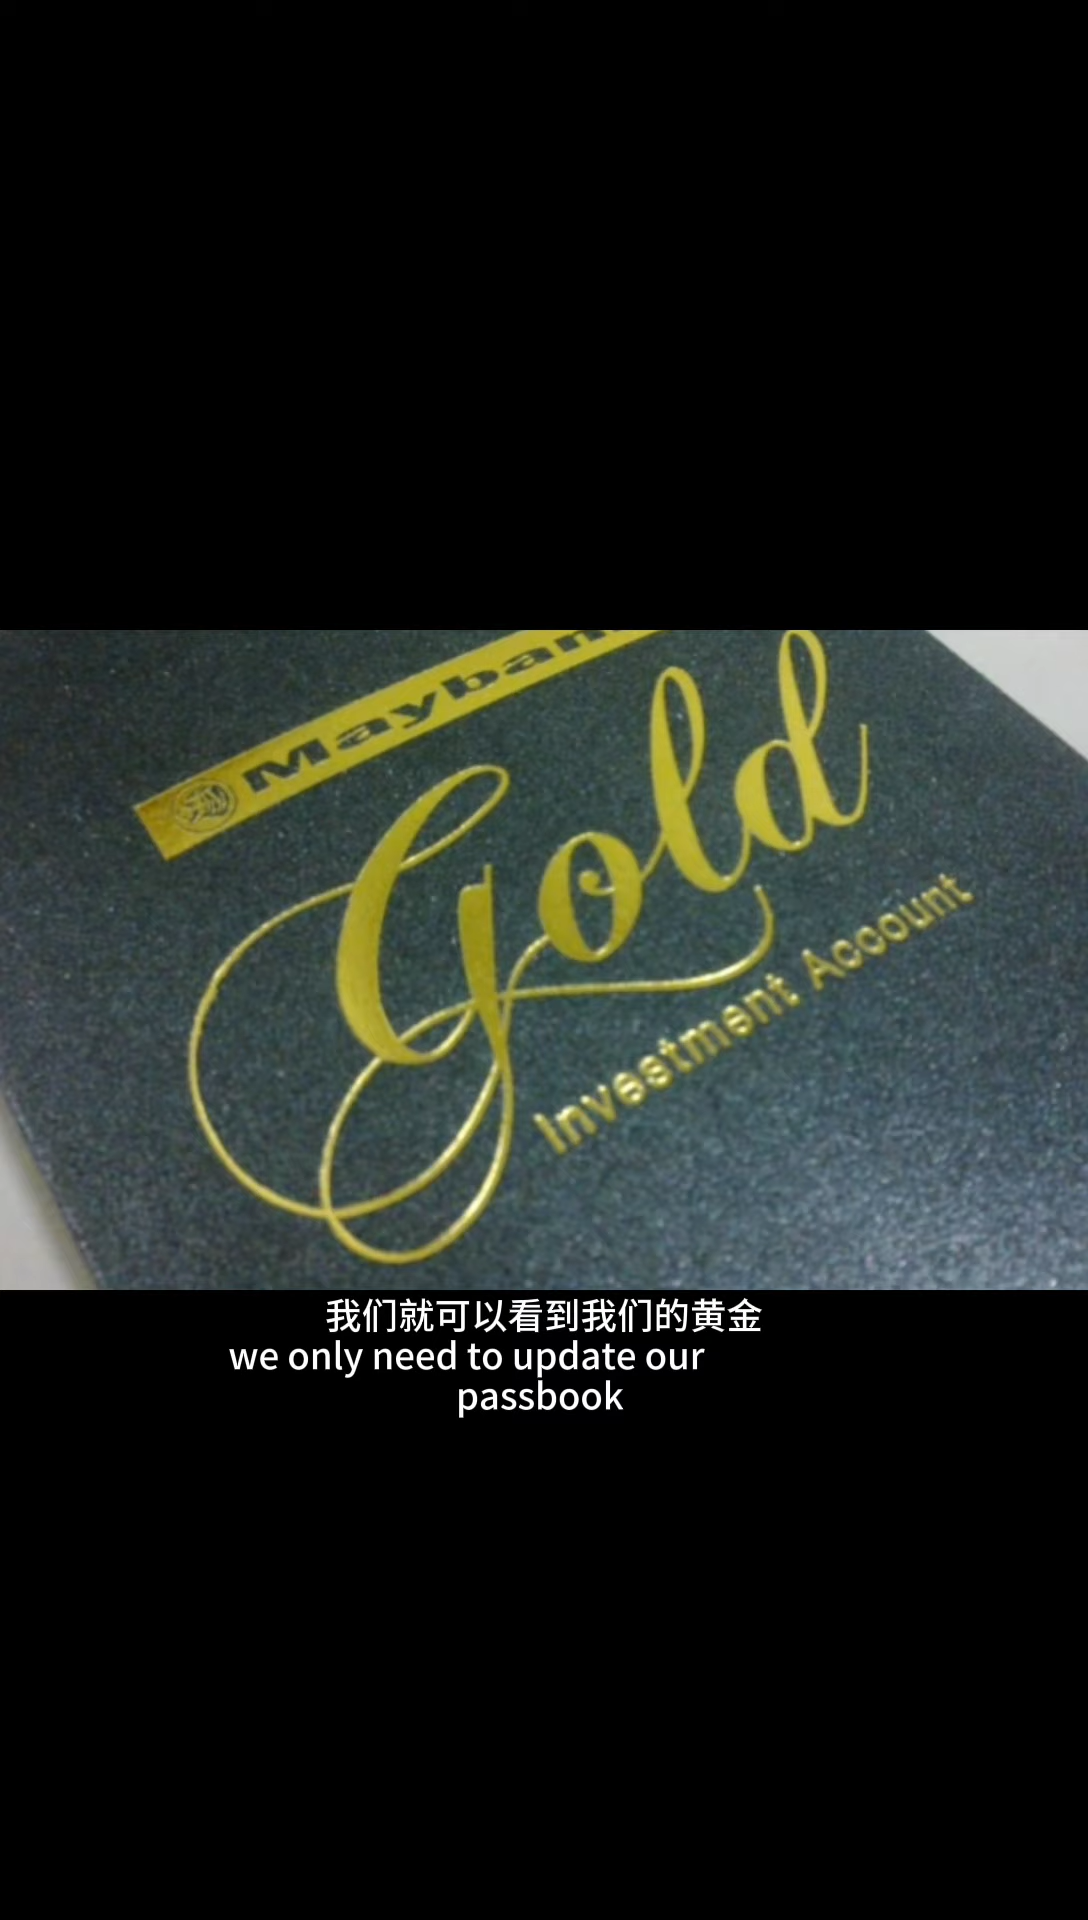 Mayban
Gold
Investment Account
我们就可以看到我们的黄金
we only need to update our
passbook